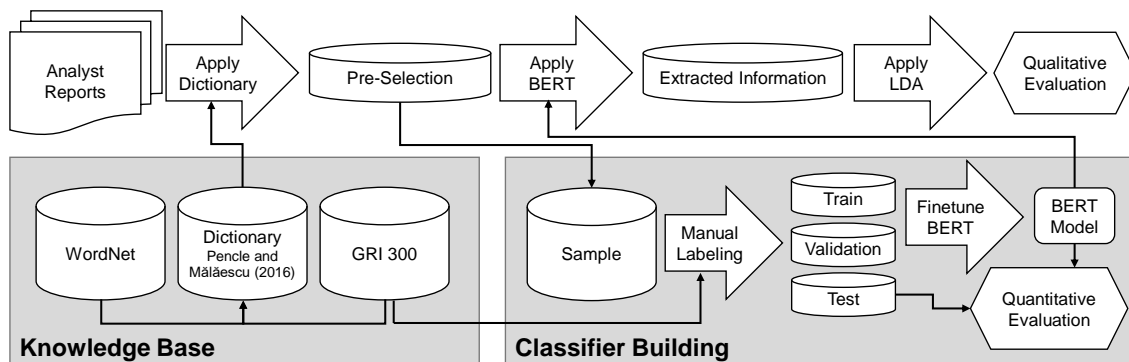 Analyst
Reports
Apply
Dictionary
Pre-Selection
Apply
BERT
Extracted Information
Apply
LDA
Qualitative
Evaluation
WordNet
Dictionary
Pencle and
Mălăescu (2016)
GRI 300
Knowledge Base
Sample
Manual
Labeling
Train
Validation
Test
Finetune
BERT
BERT
Model
Quantitative
Evaluation
Classifier Building